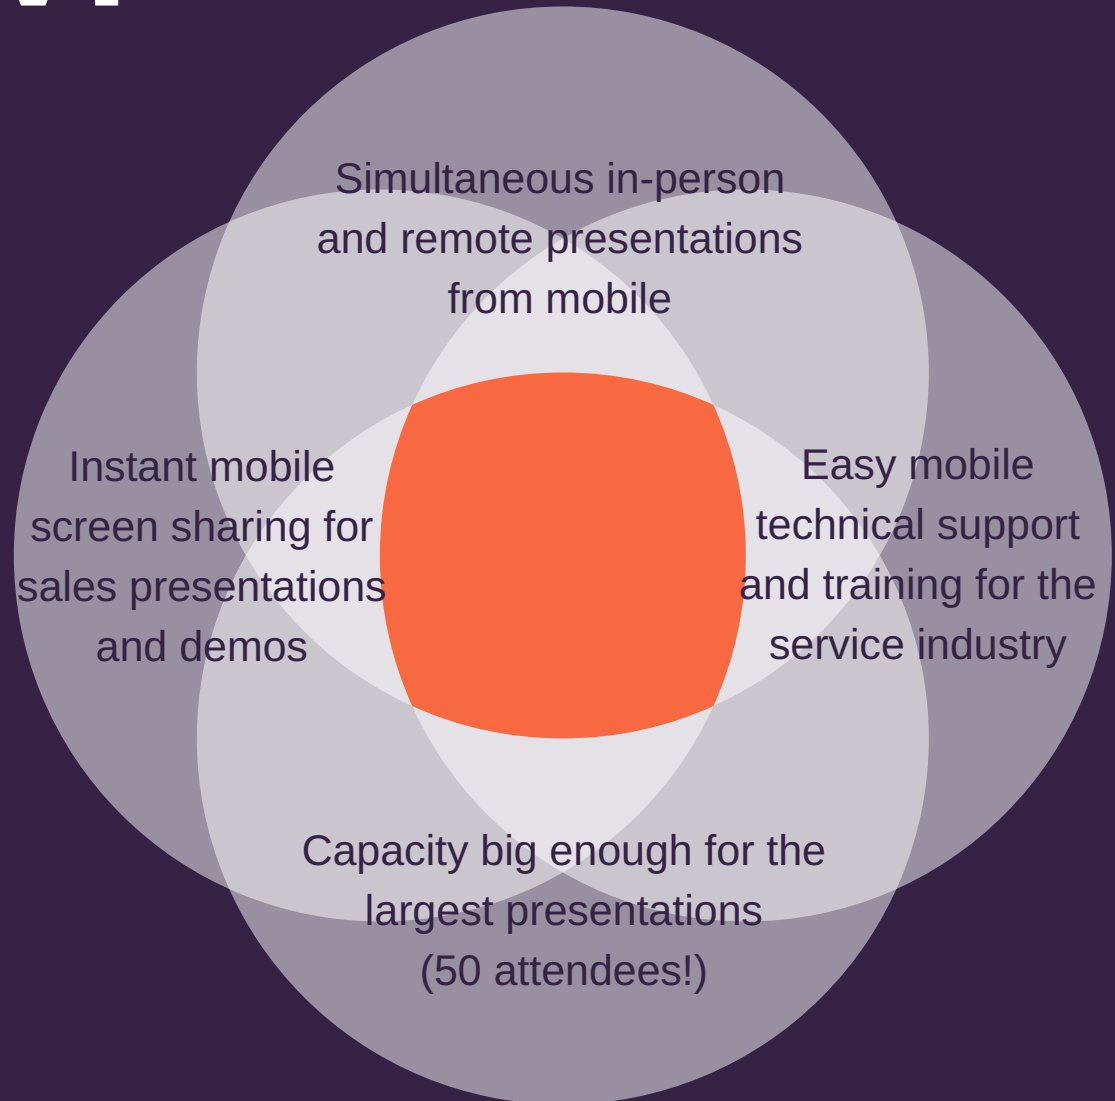 Simultaneous in-person
and remote presentations
from mobile
Instant mobile
screen sharing for
sales presentations
and demos
Easy mobile
technical support
and training for the
service industry
Capacity big enough for the
largest presentations
(50 attendees!)